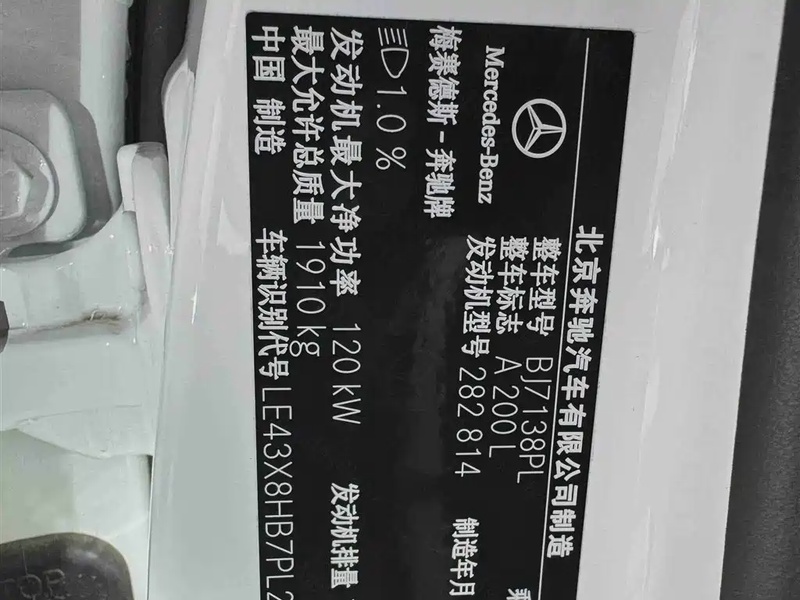 北京奔驰汽车有限公司制造
Mercedes-Benz
梅赛德斯-奔驰牌
整车型号 BJ7138PL
整车标志 A 200 L
发动机型号 282 814
制造年月
乘
1.0 %
发动机最大净功率 120 kW
发动机排量
最大允许总质量 1910 kg
中国 制造
车辆识别代号 LE43X8HB7PL2